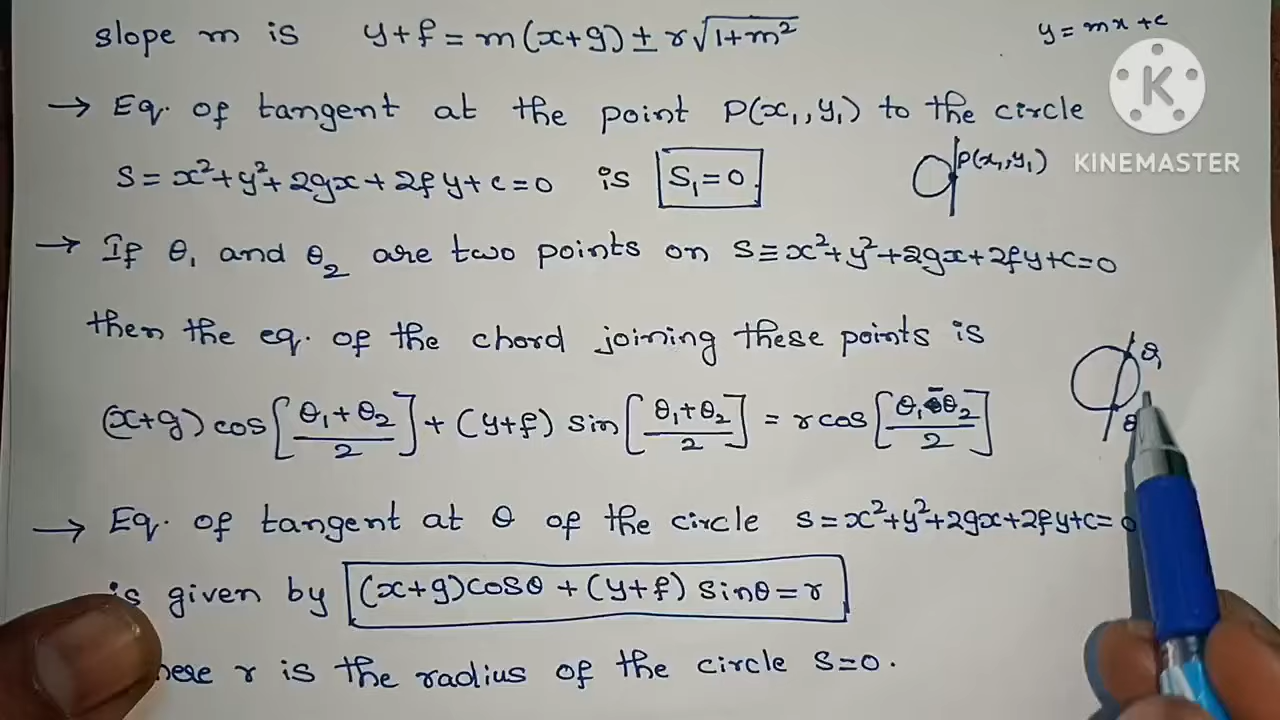 slope m is y+f = m(x+g) ± r√1+m²
y = mx + c
→ Eq. of tangent at the point P(x₁, y₁) to the circle
S = x²+y²+2gx+2fy+c=0 is S₁=0.
P(x₁, y₁)
K
KINEMASTER
→ If θ₁ and θ₂ are two points on S≡x²+y²+2gx+2fy+c=0
then the eq. of the chord joining these points is
θ₁
(x+g) cos[θ₁+θ₂/2] + (y+f) sin[θ₁+θ₂/2] = r cos[θ₁-θ₂/2]
→ Eq. of tangent at θ of the circle S=x²+y²+2gx+2fy+c=0
is given by (x+g)cosθ + (y+f) sinθ = r
r is the radius of the circle S=0.